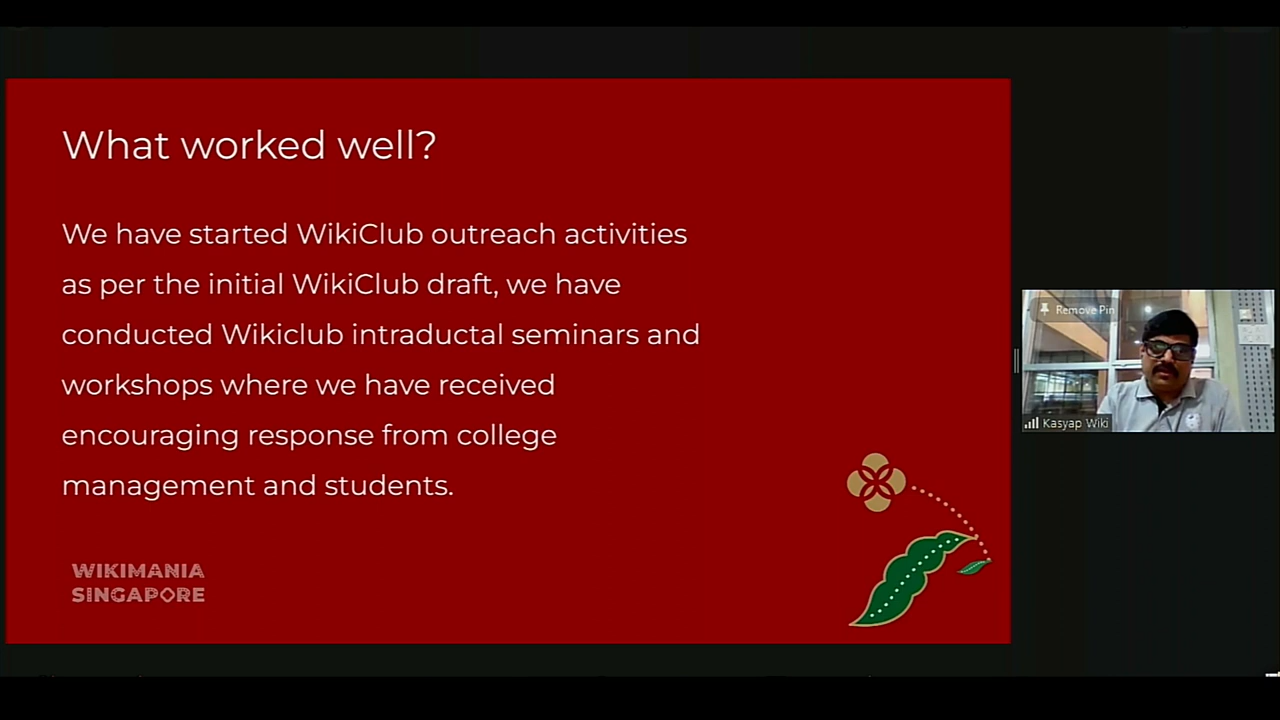 What worked well?
We have started WikiClub outreach activities
as per the initial WikiClub draft, we have
conducted Wikiclub intraductal seminars and
workshops where we have received
encouraging response from college
management and students.
WIKIMANIA
SINGAPORE
Remove Pin
Kasyap Wiki